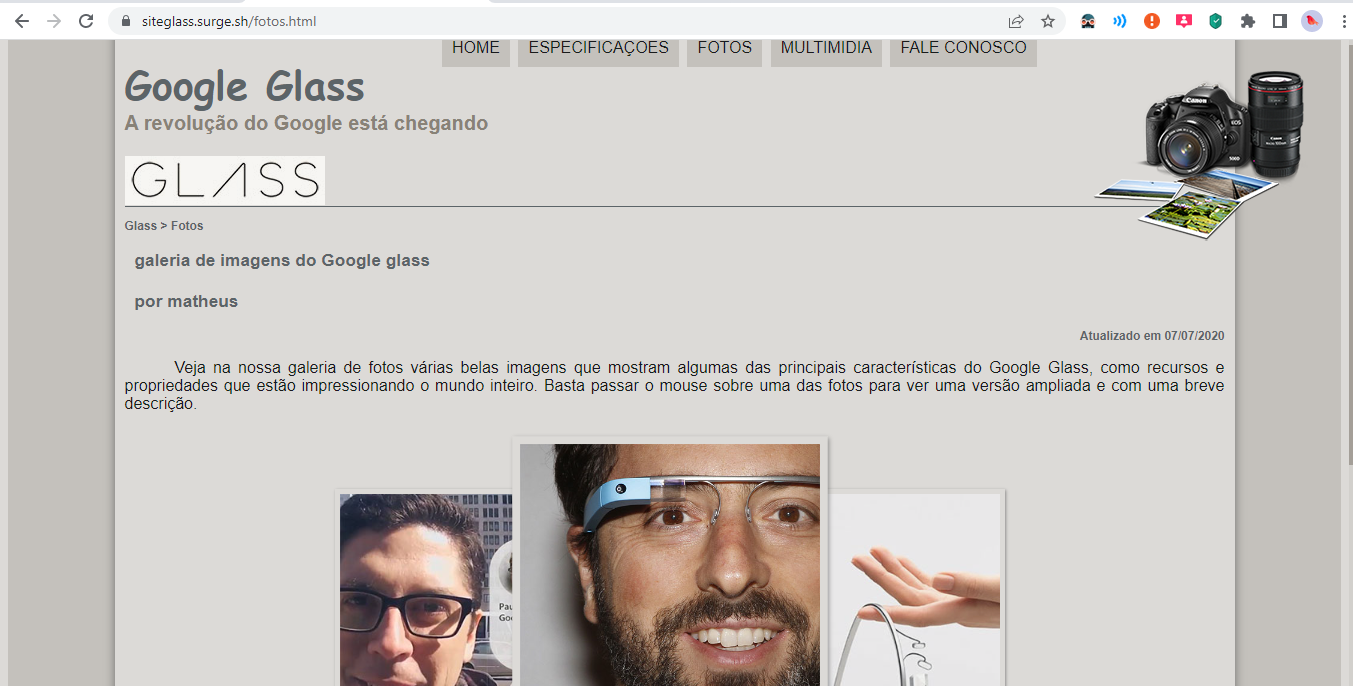 siteglass.surge.sh/fotos.html
HOME ESPECIFICAÇOES FOTOS MULTIMIDIA FALE CONOSCO
Google Glass
A revolução do Google está chegando
GLASS
Canon
EOS
500D
Canon
Glass > Fotos
galeria de imagens do Google glass
por matheus
Atualizado em 07/07/2020
Veja na nossa galeria de fotos várias belas imagens que mostram algumas das principais características do Google Glass, como recursos e
propriedades que estão impressionando o mundo inteiro. Basta passar o mouse sobre uma das fotos para ver uma versão ampliada e com uma breve
descrição.